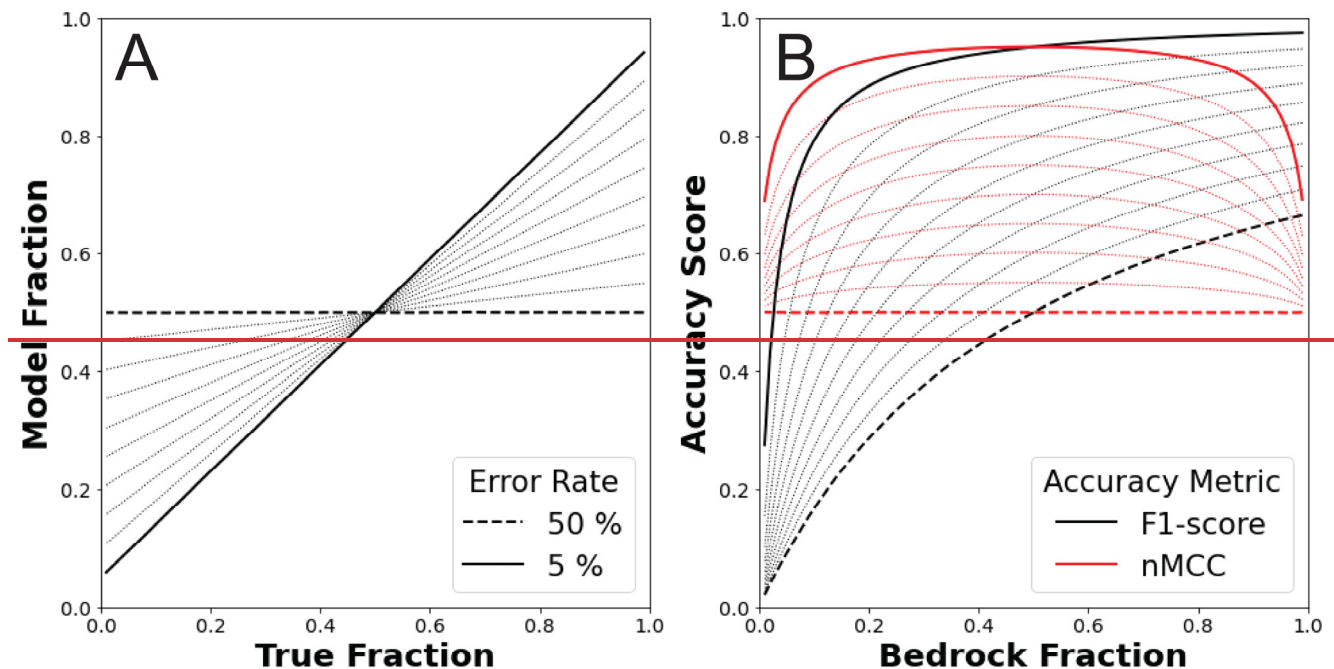 A
Model Fraction
1.0
0.8
0.6
0.4
0.2
0.0
0.0 0.2 0.4 0.6 0.8 1.0
True Fraction
Error Rate
50 %
5 %
B
Accuracy Score
1.0
0.8
0.6
0.4
0.2
0.0
0.0 0.2 0.4 0.6 0.8 1.0
Bedrock Fraction
Accuracy Metric
F1-score
nMCC